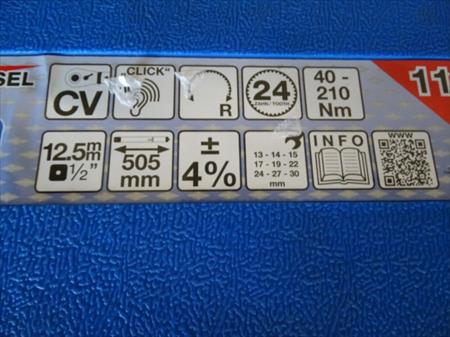 SEL
CV
"CLICK"
R
24
ZAHN / TOOTH
40 -
210
Nm
11
12.5mm
1/2"
505
mm
±
4%
13 - 14 - 15
17 - 19 - 22
24 - 27 - 30
mm
INFO
WWW